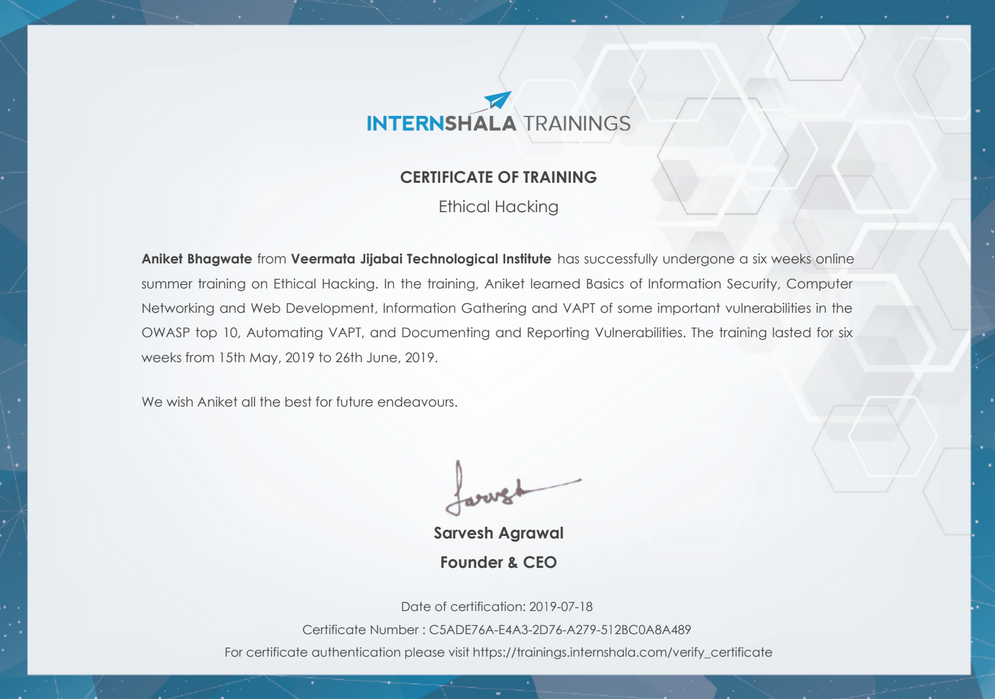 INTERNSHALA TRAININGS
CERTIFICATE OF TRAINING
Ethical Hacking
Aniket Bhagwate from Veermata Jijabai Technological Institute has successfully undergone a six weeks online
summer training on Ethical Hacking. In the training, Aniket learned Basics of Information Security, Computer
Networking and Web Development, Information Gathering and VAPT of some important vulnerabilities in the
OWASP top 10, Automating VAPT, and Documenting and Reporting Vulnerabilities. The training lasted for six
weeks from 15th May, 2019 to 26th June, 2019.
We wish Aniket all the best for future endeavours.
Sarvesh
Sarvesh Agrawal
Founder & CEO
Date of certification: 2019-07-18
Certificate Number : C5ADE76A-E4A3-2D76-A279-512BC0A8A489
For certificate authentication please visit https://trainings.internshala.com/verify_certificate